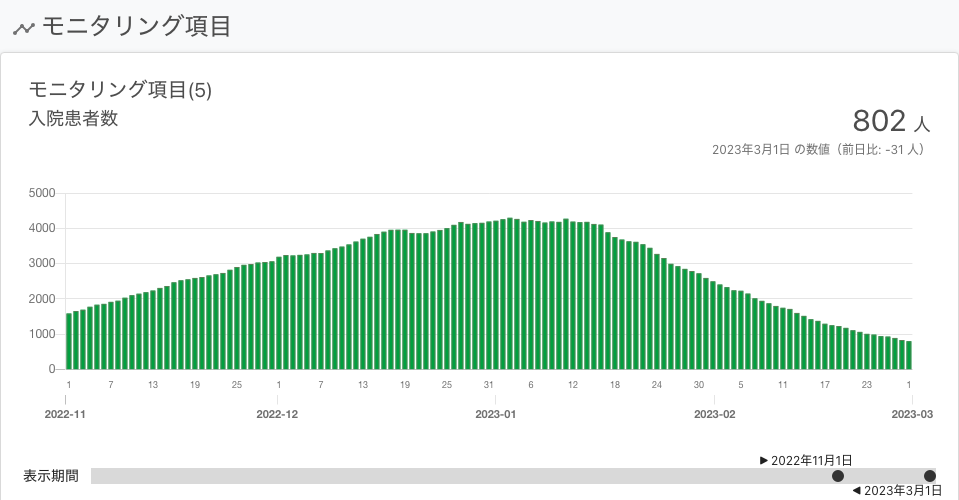 モニタリング項目
モニタリング項目(5)
入院患者数
802 人
2023年3月1日 の数値（前日比: -31 人）
5000
4000
3000
2000
1000
0
1 7 13 19 25 1 7 13 19 25 31 6 12 18 24 30 5 11 17 23 1
2022-11 2022-12 2023-01 2023-02 2023-03
▶ 2022年11月1日
表示期間
◀ 2023年3月1日